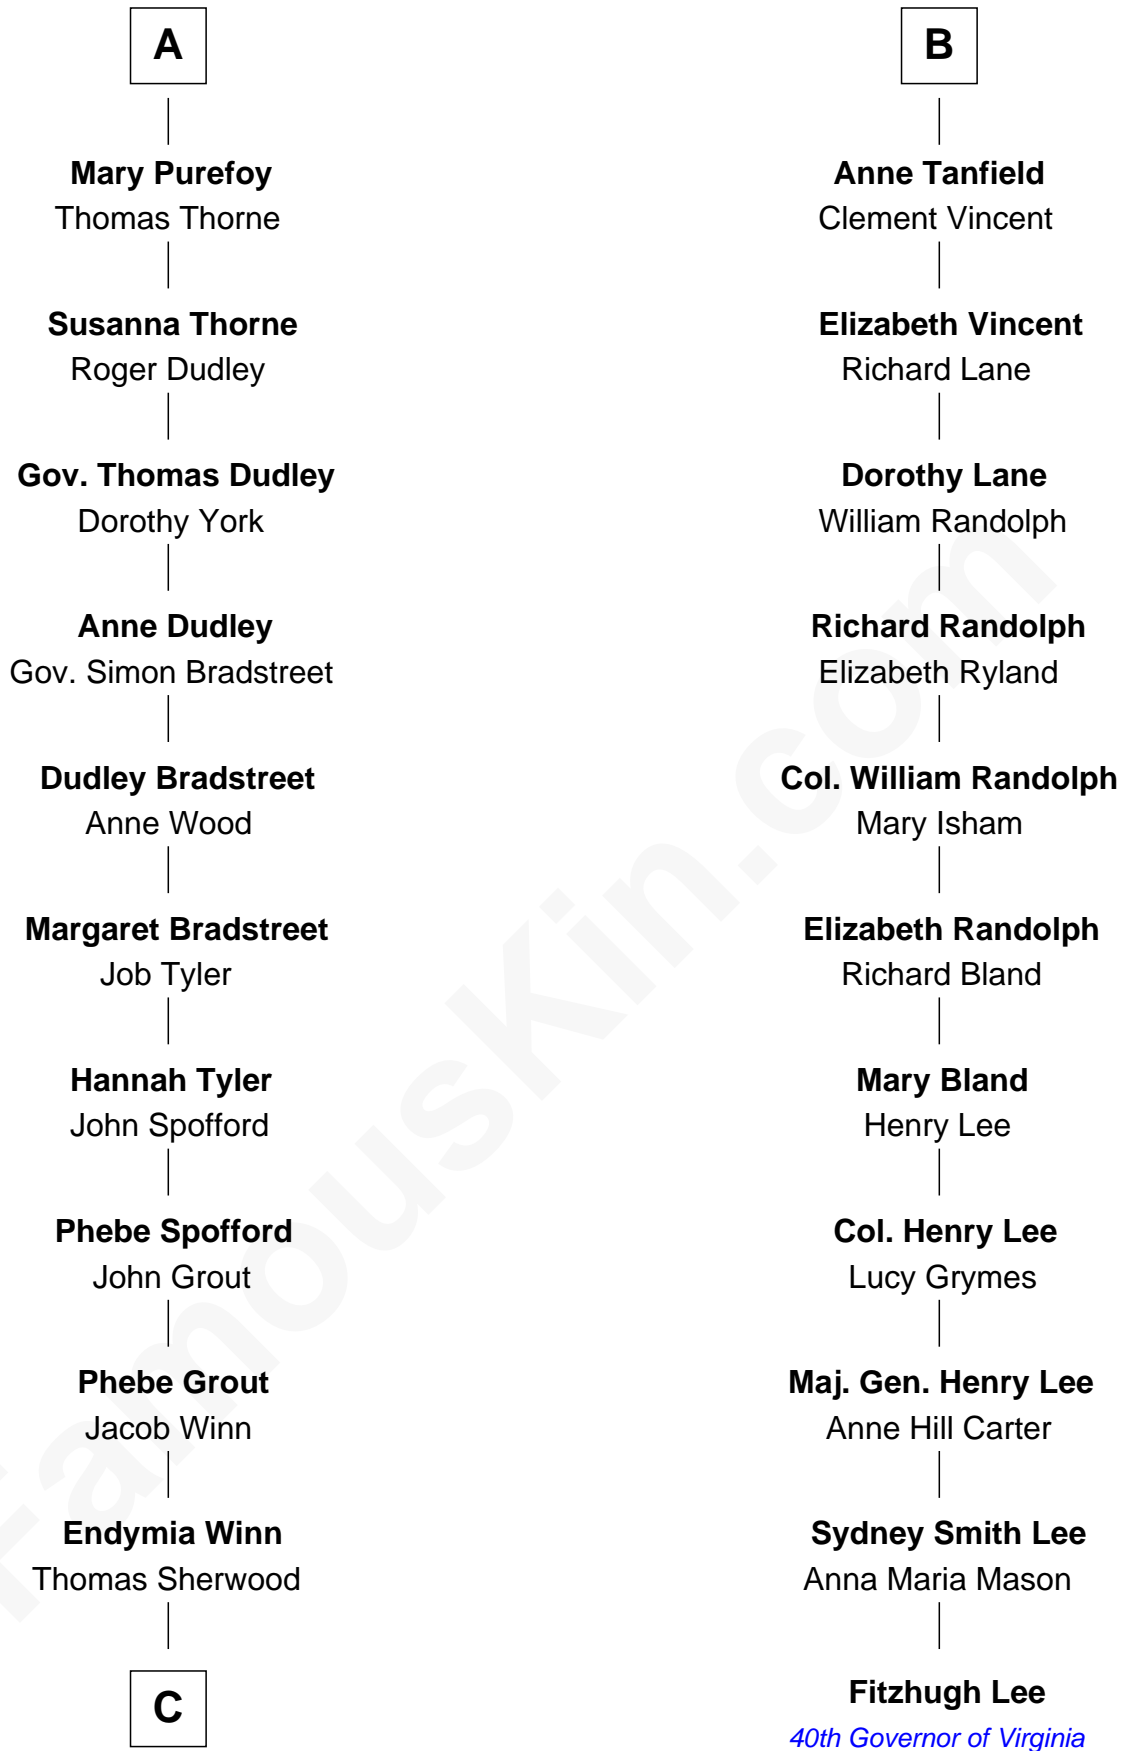 A
Mary Purefoy
Thomas Thorne
Susanna Thorne
Roger Dudley
Gov. Thomas Dudley
Dorothy York
Anne Dudley
Gov. Simon Bradstreet
Dudley Bradstreet
Anne Wood
Margaret Bradstreet
Job Tyler
Hannah Tyler
John Spofford
Phebe Spofford
John Grout
Phebe Grout
Jacob Winn
Endymia Winn
Thomas Sherwood
C
B
Anne Tanfield
Clement Vincent
Elizabeth Vincent
Richard Lane
Dorothy Lane
William Randolph
Richard Randolph
Elizabeth Ryland
Col. William Randolph
Mary Isham
Elizabeth Randolph
Richard Bland
Mary Bland
Henry Lee
Col. Henry Lee
Lucy Grymes
Maj. Gen. Henry Lee
Anne Hill Carter
Sydney Smith Lee
Anna Maria Mason
Fitzhugh Lee
40th Governor of Virginia
FamousKin.com